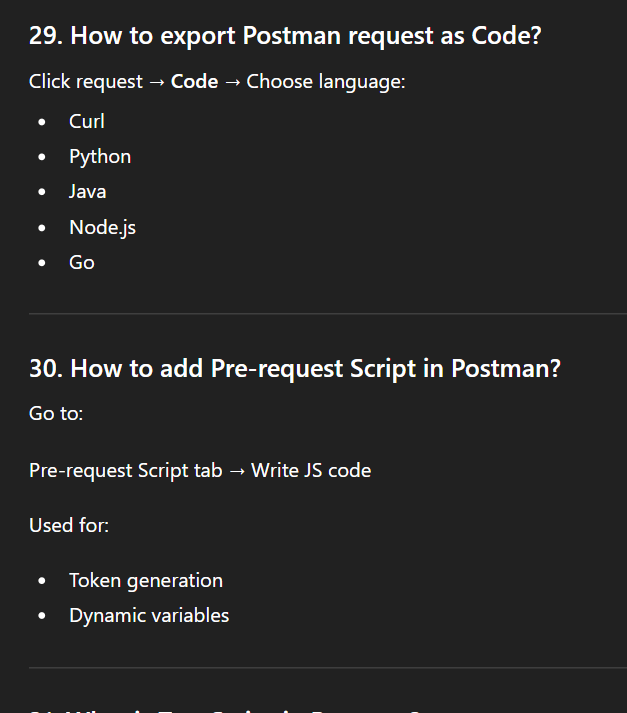 29. How to export Postman request as Code?
Click request → Code → Choose language:
• Curl
• Python
• Java
• Node.js
• Go
30. How to add Pre-request Script in Postman?
Go to:
Pre-request Script tab → Write JS code
Used for:
• Token generation
• Dynamic variables